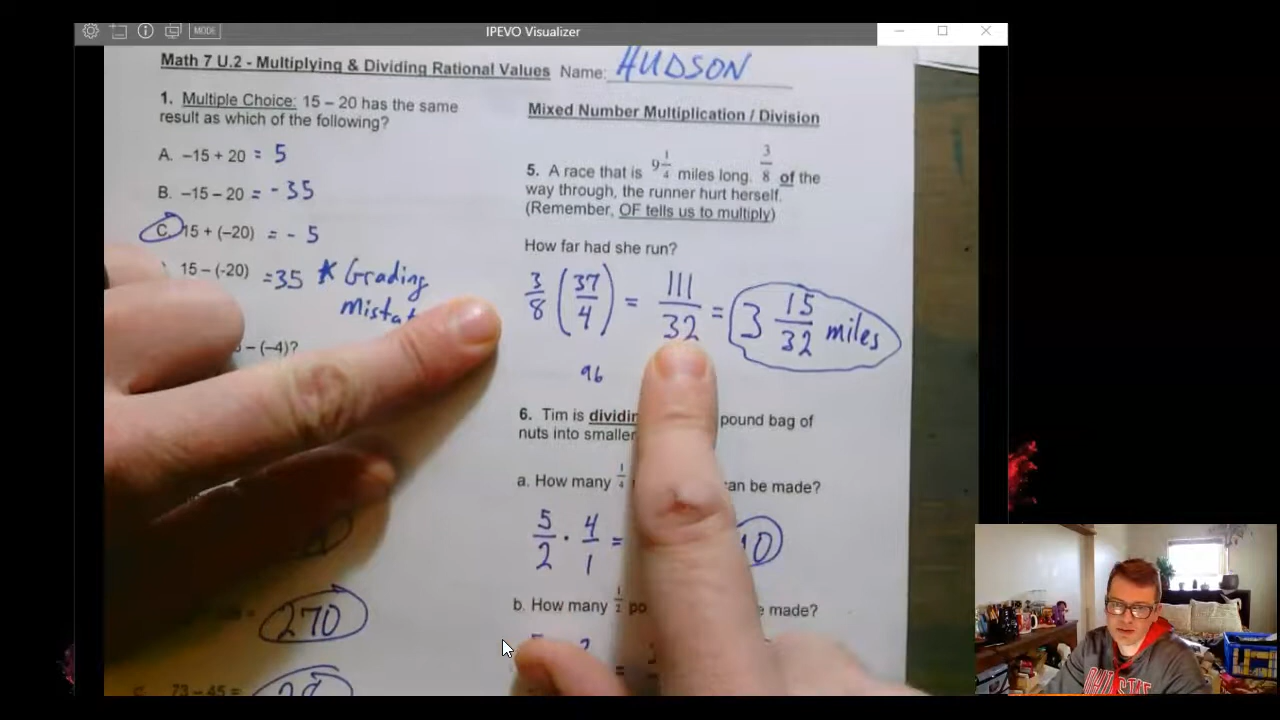 IPEVO Visualizer
MODE
Math 7 U.2 - Multiplying & Dividing Rational Values Name: HUDSON
1. Multiple Choice: 15 – 20 has the same
result as which of the following?
A. –15 + 20 = 5
B. –15 – 20 = -35
C. 15 + (–20) = - 5
15 – (-20) =35 * Grading
– (–4)?
270
73 – 45 =
Mixed Number Multiplication / Division
5. A race that is 9 1/4 miles long. 3/8 of the
way through, the runner hurt herself.
(Remember, OF tells us to multiply)
How far had she run?
3/8 (37/4) = 111/32 = 3 15/32 miles
96
6. Tim is pound bag of
nuts into smaller
a. How many 1/4 can be made?
5/2 · 4/1 =
b. How many 1/2 made?